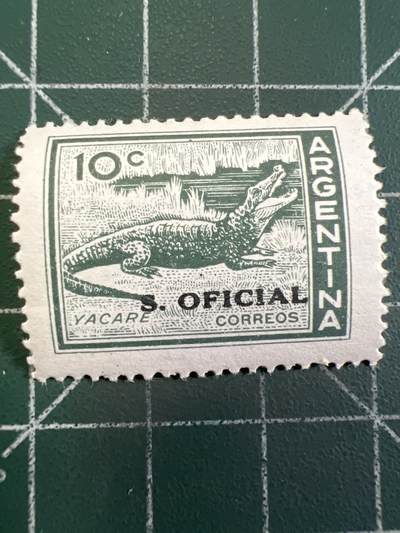 10c
ARGENTINA
S. OFICIAL
YACARE CORREOS